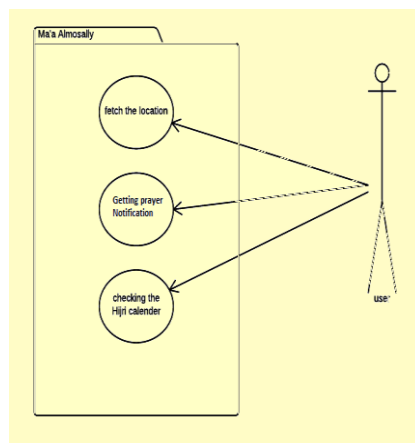 Ma'a Almosally
fetch the location
Getting prayer
Notification
checking the
Hijri calender
user